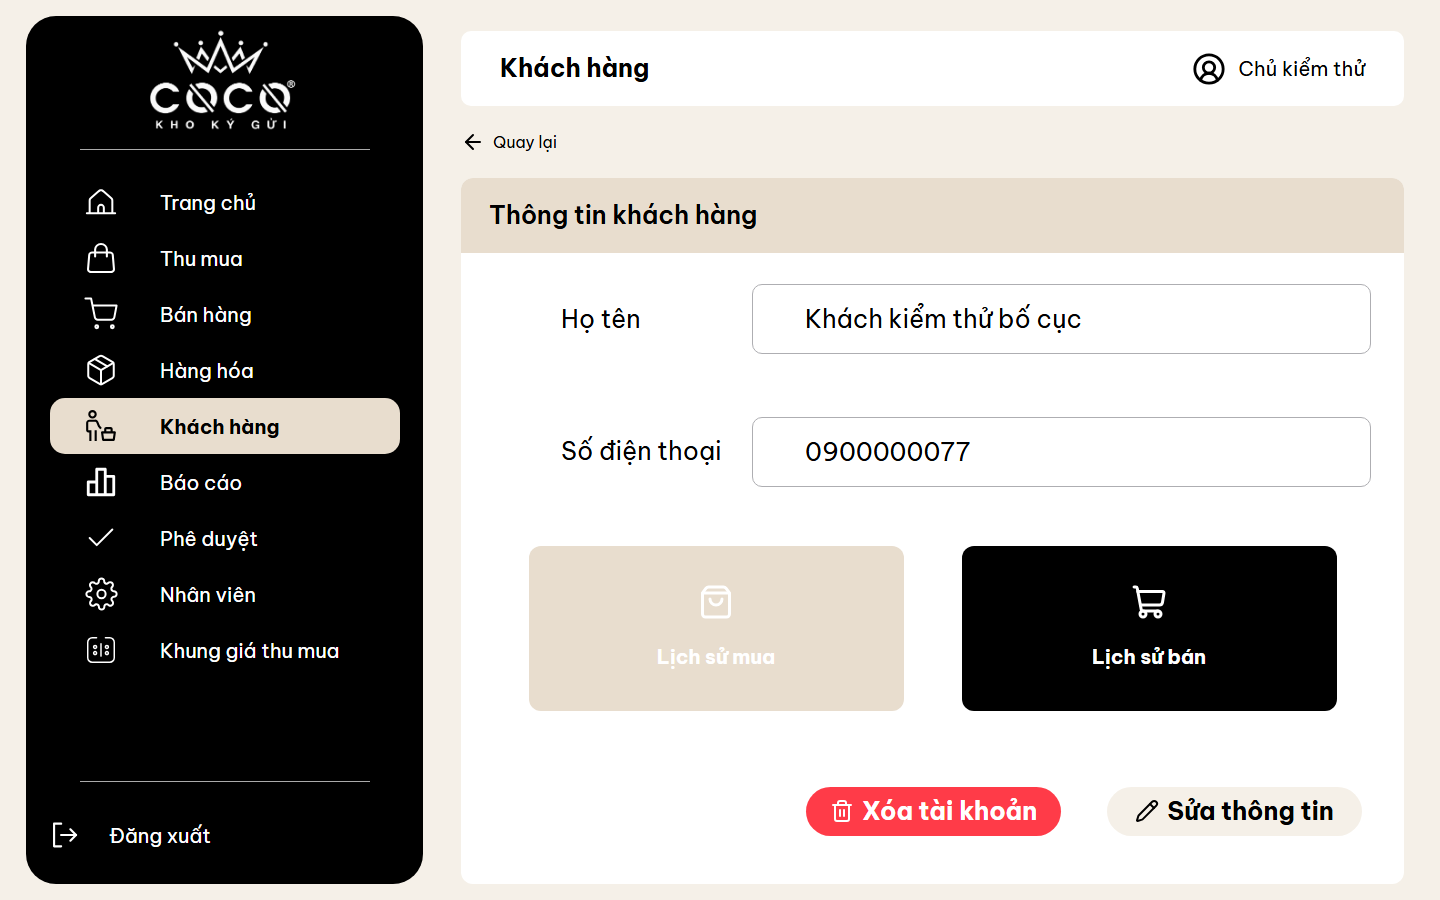 COCO®
KHO KÝ GỬI
Trang chủ
Thu mua
Bán hàng
Hàng hóa
Khách hàng
Báo cáo
Phê duyệt
Nhân viên
Khung giá thu mua
Đăng xuất
Khách hàng
Chủ kiểm thử
Quay lại
Thông tin khách hàng
Họ tên
Khách kiểm thử bố cục
Số điện thoại
0900000077
Lịch sử mua
Lịch sử bán
Xóa tài khoản
Sửa thông tin